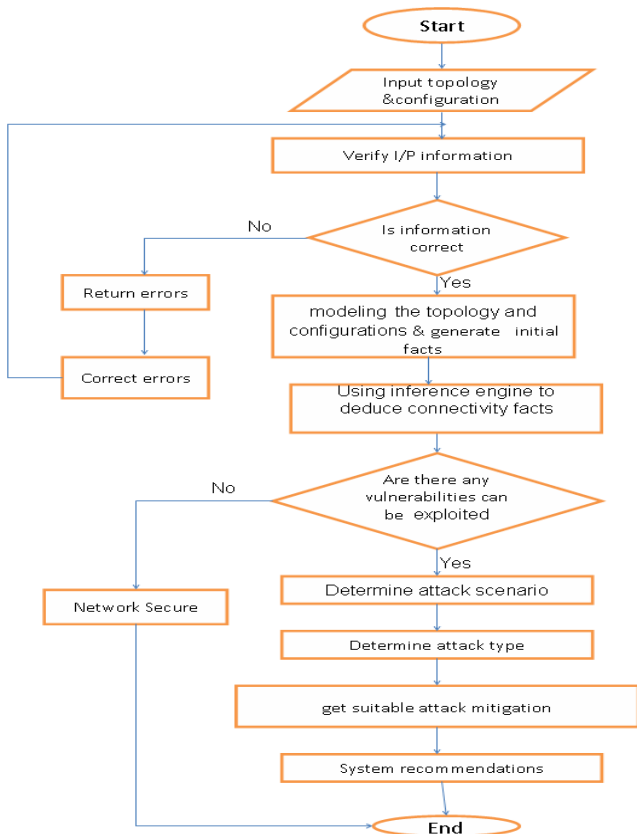 Start
Input topology
&configuration
Verify I/P information
Is information
correct
No
Yes
Return errors
Correct errors
modeling the topology and
configurations & generate initial
facts
Using inference engine to
deduce connectivity facts
Are there any
vulnerabilities can
be exploited
No
Yes
Network Secure
Determine attack scenario
Determine attack type
get suitable attack mitigation
System recommendations
End